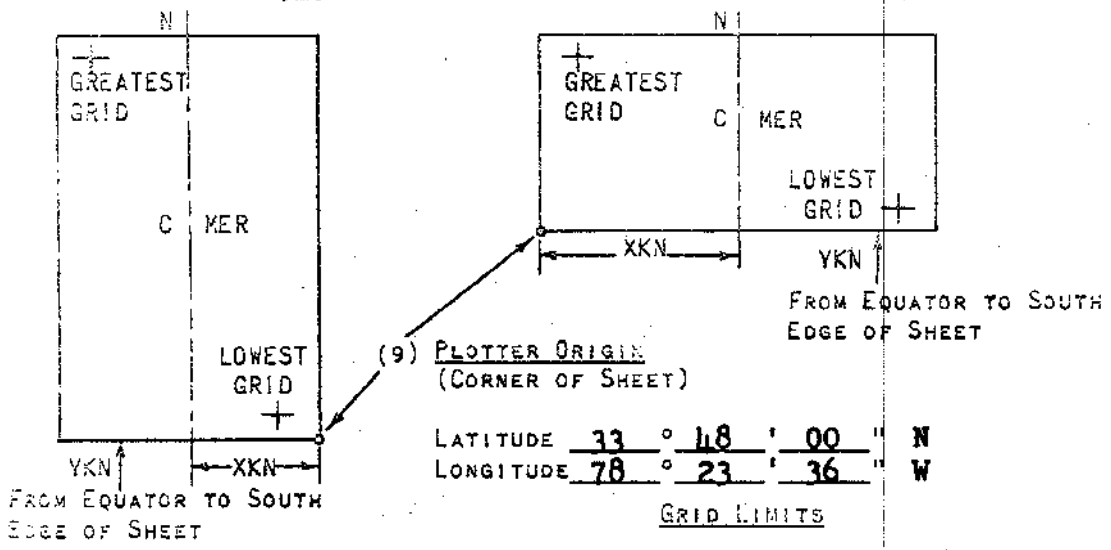 N
GREATEST
GRID
C MER
LOWEST
GRID
YKN
XKN
FROM EQUATOR TO SOUTH
EDGE OF SHEET
N
GREATEST
GRID
C MER
LOWEST
GRID
XKN
YKN
FROM EQUATOR TO SOUTH
EDGE OF SHEET
(9) PLOTTER ORIGIN
(CORNER OF SHEET)
LATITUDE 33 ° 48 ' 00 " N
LONGITUDE 78 ° 23 ' 36 " W
GRID LIMITS